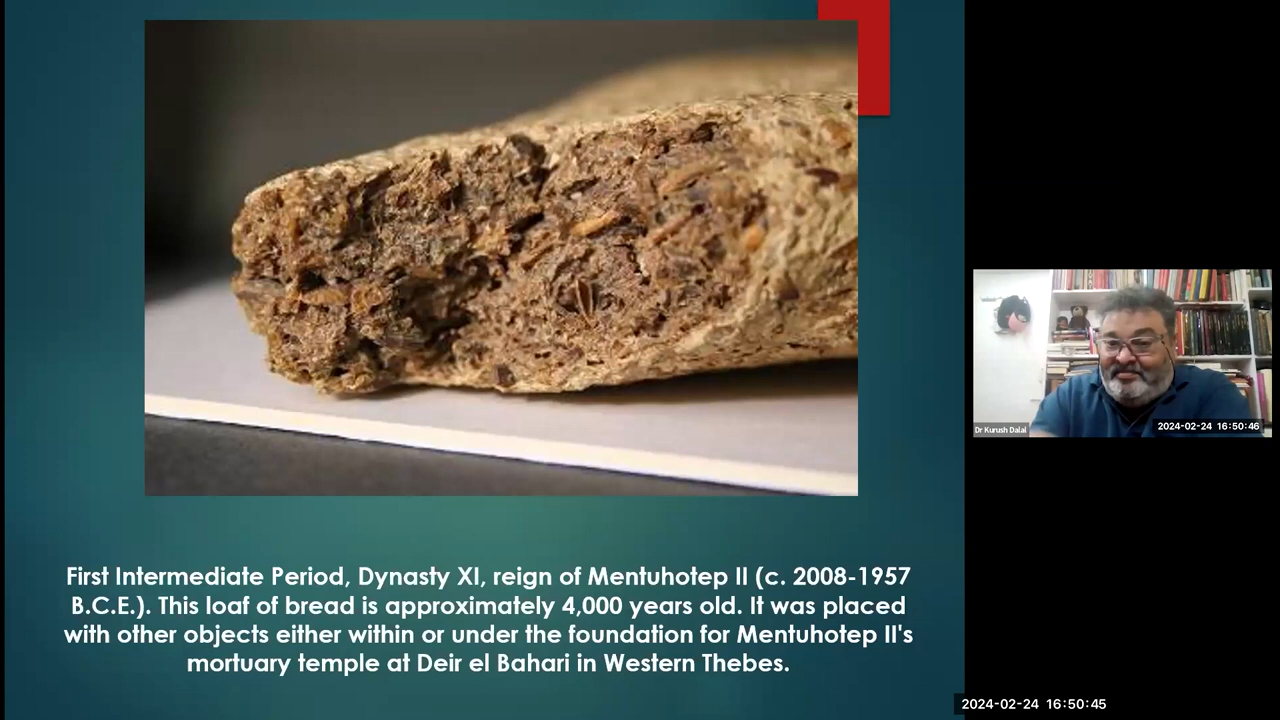 First Intermediate Period, Dynasty XI, reign of Mentuhotep II (c. 2008-1957
B.C.E.). This loaf of bread is approximately 4,000 years old. It was placed
with other objects either within or under the foundation for Mentuhotep II's
mortuary temple at Deir el Bahari in Western Thebes.
Dr Kurush Dalal
2024-02-24 16:50:46
2024-02-24 16:50:45